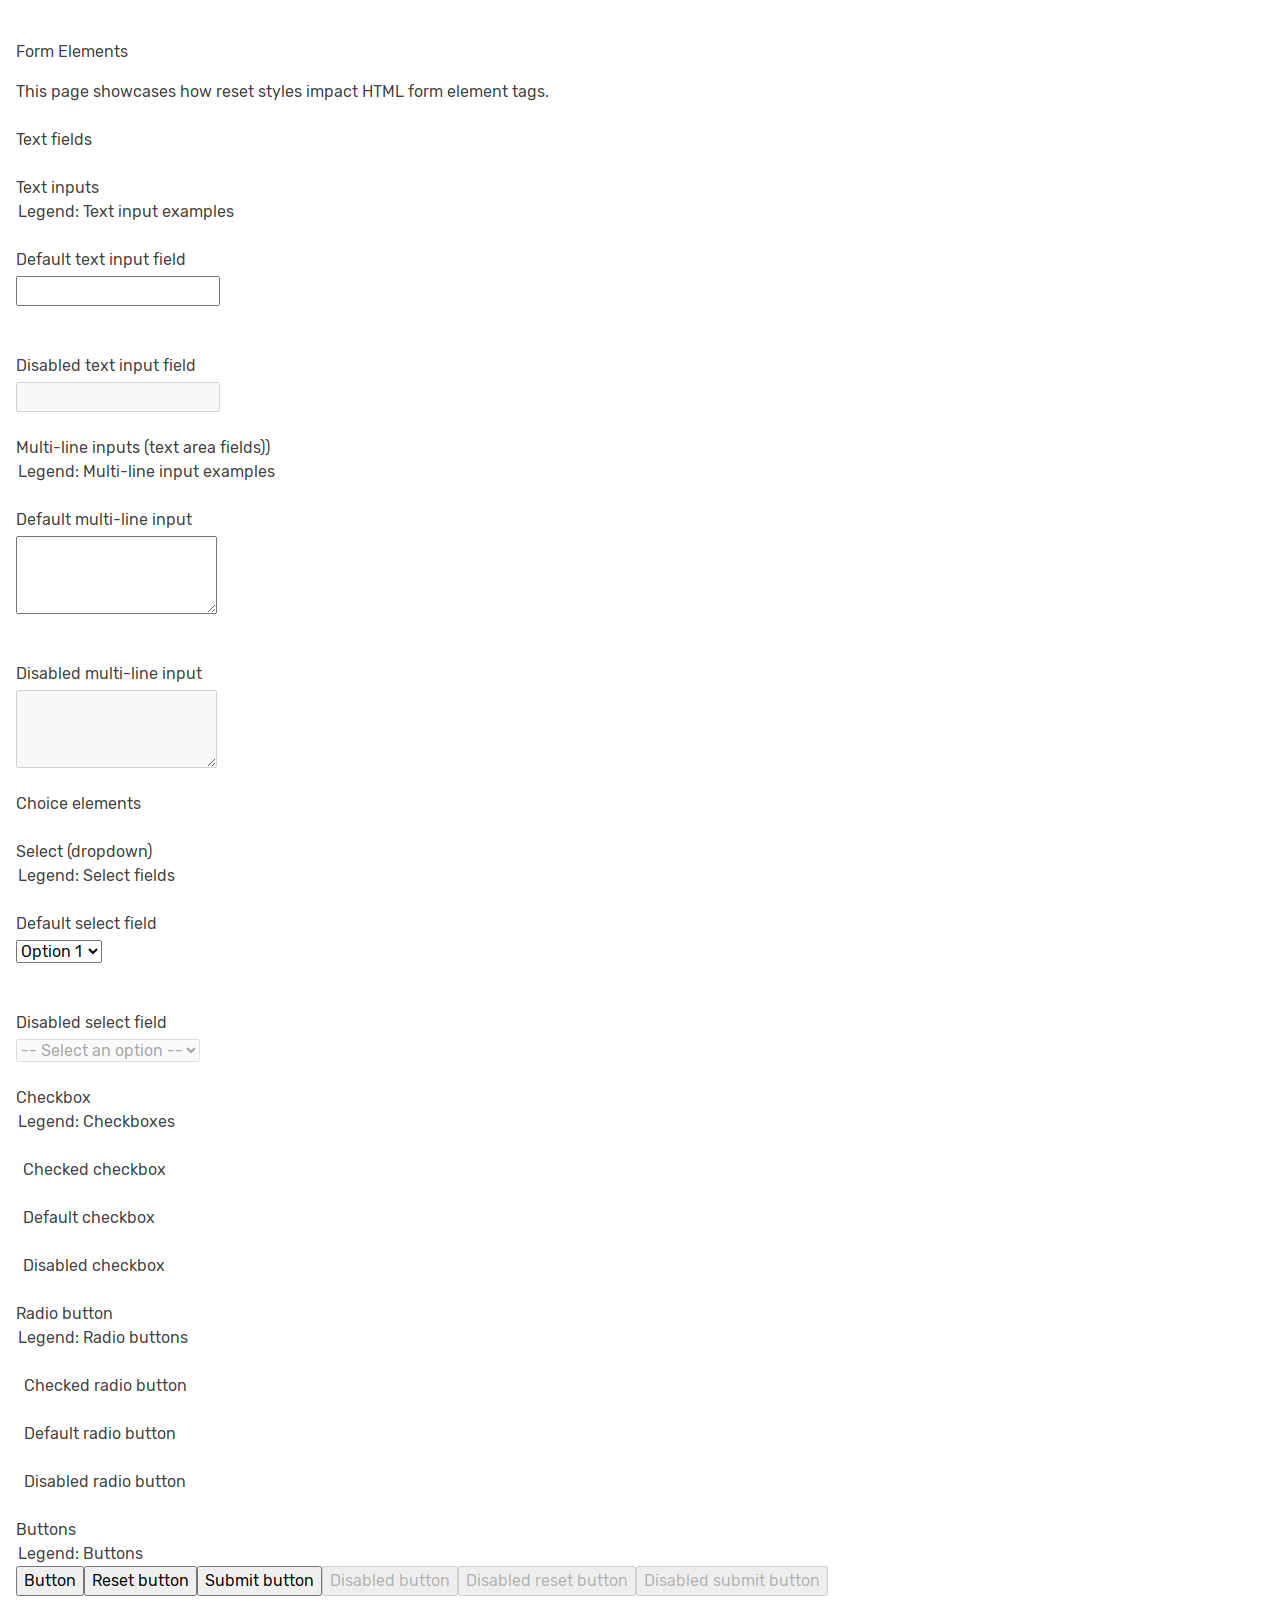 Form Elements
This page showcases how reset styles impact HTML form element tags.
Text fields
Text inputs
Legend: Text input examples
Default text input field
Disabled text input field
Multi-line inputs (text area fields))
Legend: Multi-line input examples
Default multi-line input
Disabled multi-line input
Choice elements
Select (dropdown)
Legend: Select fields
Default select field
Option 1
Disabled select field
-- Select an option --
Checkbox
Legend: Checkboxes
Checked checkbox
Default checkbox
Disabled checkbox
Radio button
Legend: Radio buttons
Checked radio button
Default radio button
Disabled radio button
Buttons
Legend: Buttons
Button Reset button Submit button Disabled button Disabled reset button Disabled submit button